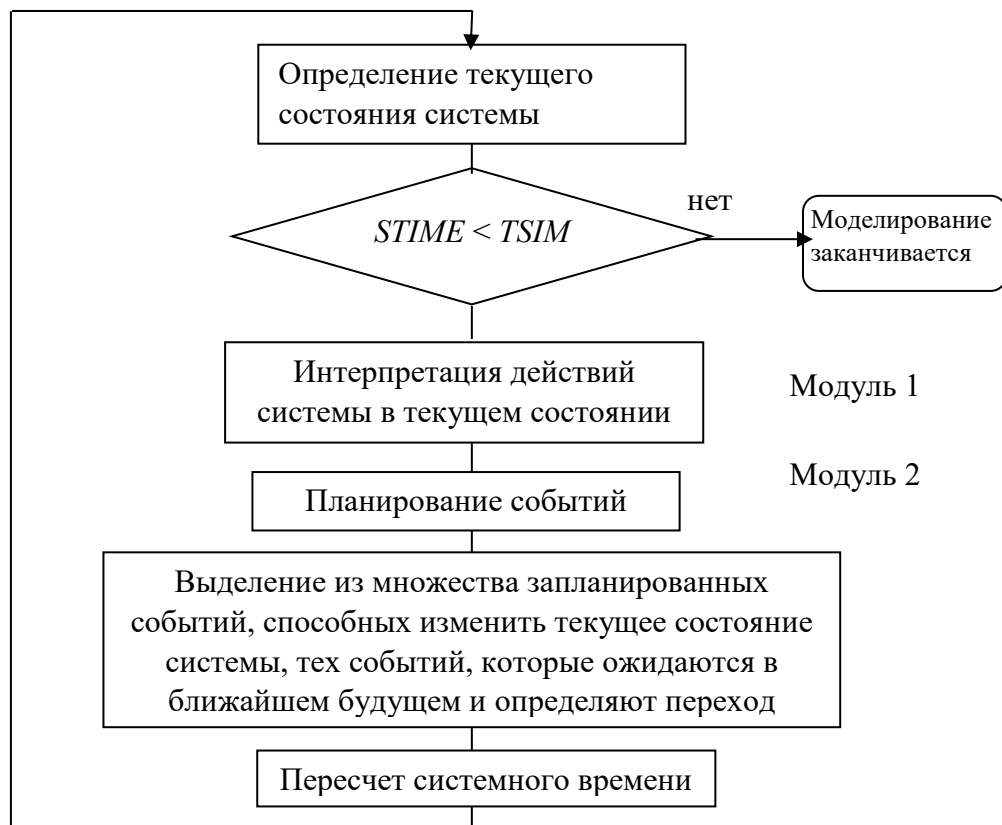 Определение текущего
состояния системы
STIME < TSIM
нет
Моделирование
заканчивается
Интерпретация действий
системы в текущем состоянии
Модуль 1
Модуль 2
Планирование событий
Выделение из множества запланированных
событий, способных изменить текущее состояние
системы, тех событий, которые ожидаются в
ближайшем будущем и определяют переход
Пересчет системного времени